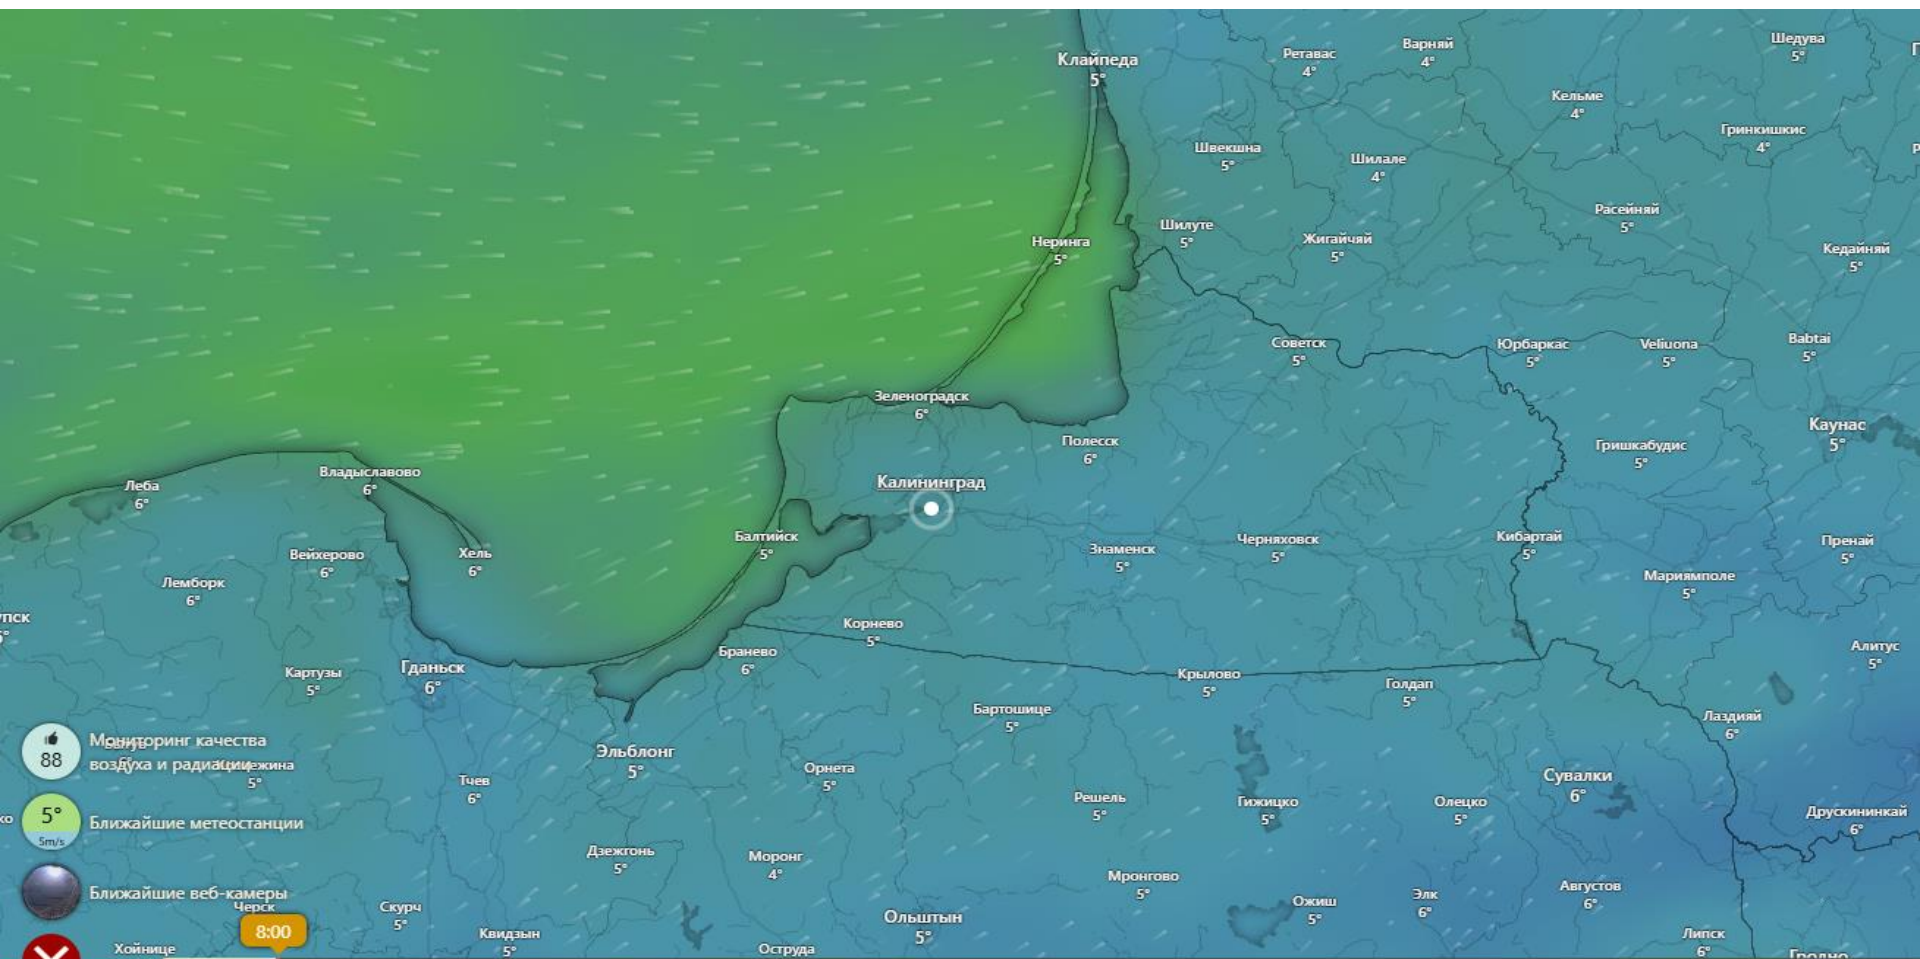 Шедува
5°
Варняй
4°
Ретавас
4°
Клайпеда
5°
Кельме
4°
Гринкишкис
4°
Швекшна
5°
Шилале
4°
Расейняй
5°
Шилуте
5°
Жигайчяй
5°
Неринга
5°
Кедайняй
5°
Советск
5°
Юрбаркас
5°
Veliuona
5°
Babtai
5°
Зеленоградск
6°
Каунас
5°
Полесск
6°
Гришкабудис
5°
Владыславово
6°
Леба
6°
Калининград
Балтийск
5°
Знаменск
5°
Черняховск
5°
Кибартай
5°
Пренай
5°
Вейхерово
6°
Хель
6°
Лемборк
6°
Мариямполе
5°
Корнево
5°
Бранево
6°
Алитус
5°
Картузы
5°
Гданьск
6°
Крылово
5°
Голдап
5°
Бартошице
5°
Лаздияй
6°
88
Мониторинг качества
воздуха и радиации
5°
Эльблонг
5°
Тчев
6°
Орнета
5°
Решель
5°
Гижицко
5°
Олецко
5°
Сувалки
6°
Друскининкай
6°
5°
5m/s
Ближайшие метеостанции
Дзежгонь
5°
Моронг
4°
Мронгово
5°
Ожиш
5°
Элк
6°
Августов
6°
Ближайшие веб-камеры
Черск
Скурч
5°
8:00
Хойнице
Квидзын
5°
Ольштын
5°
Оструда
Липск
6°
Гродно